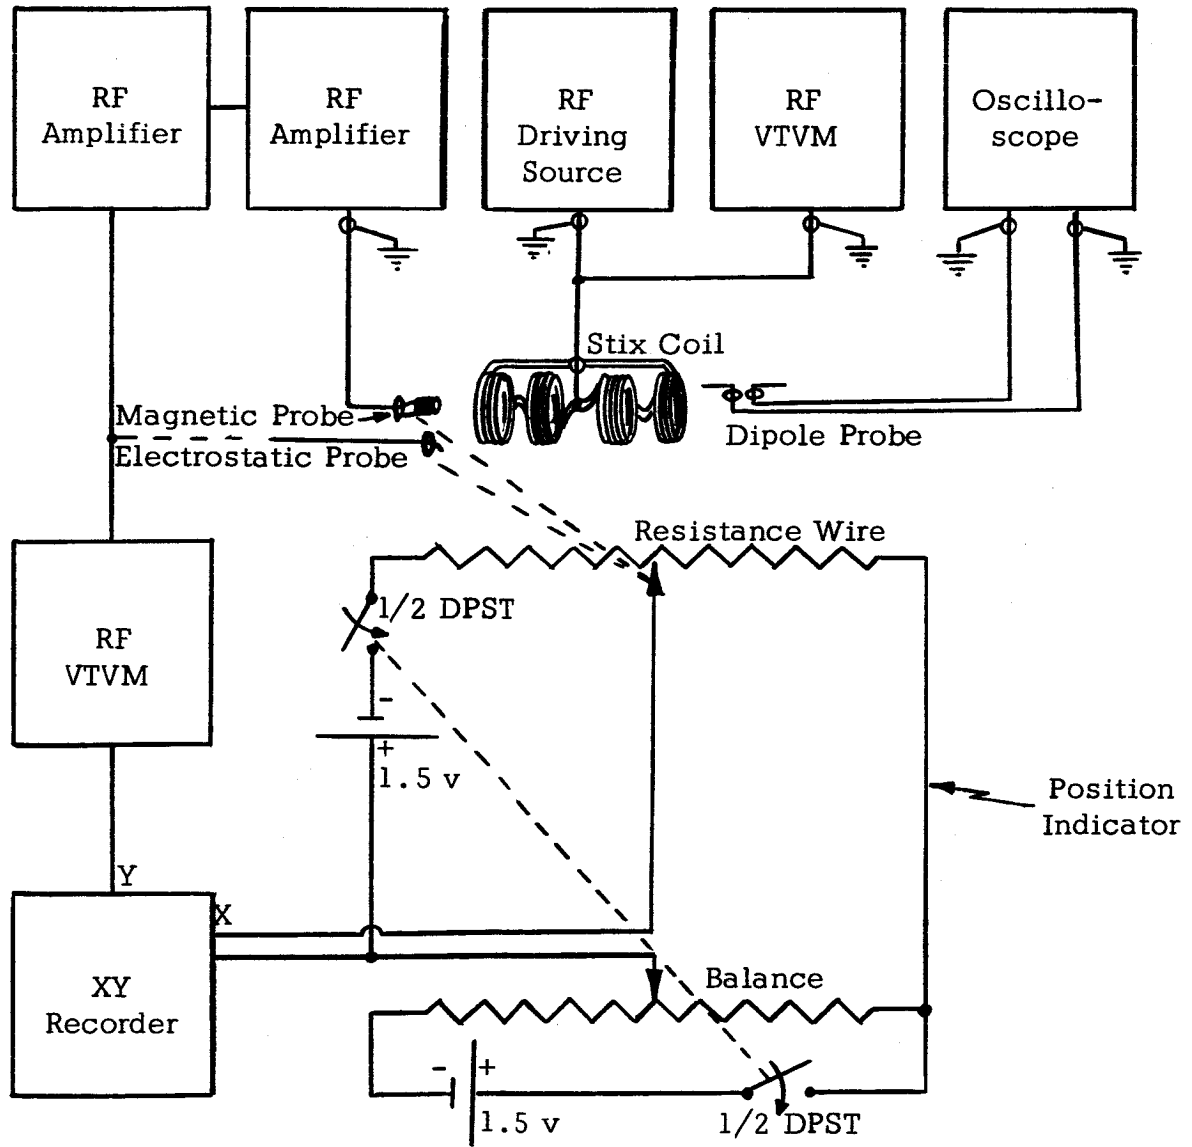 RF
Amplifier
RF
Amplifier
RF
Driving
Source
RF
VTVM
Oscillo-
scope
Stix Coil
Magnetic Probe
Electrostatic Probe
Dipole Probe
Resistance Wire
1/2 DPST
RF
VTVM
-
+
1.5 v
Position
Indicator
Y
X
XY
Recorder
Balance
- +
1.5 v
1/2 DPST